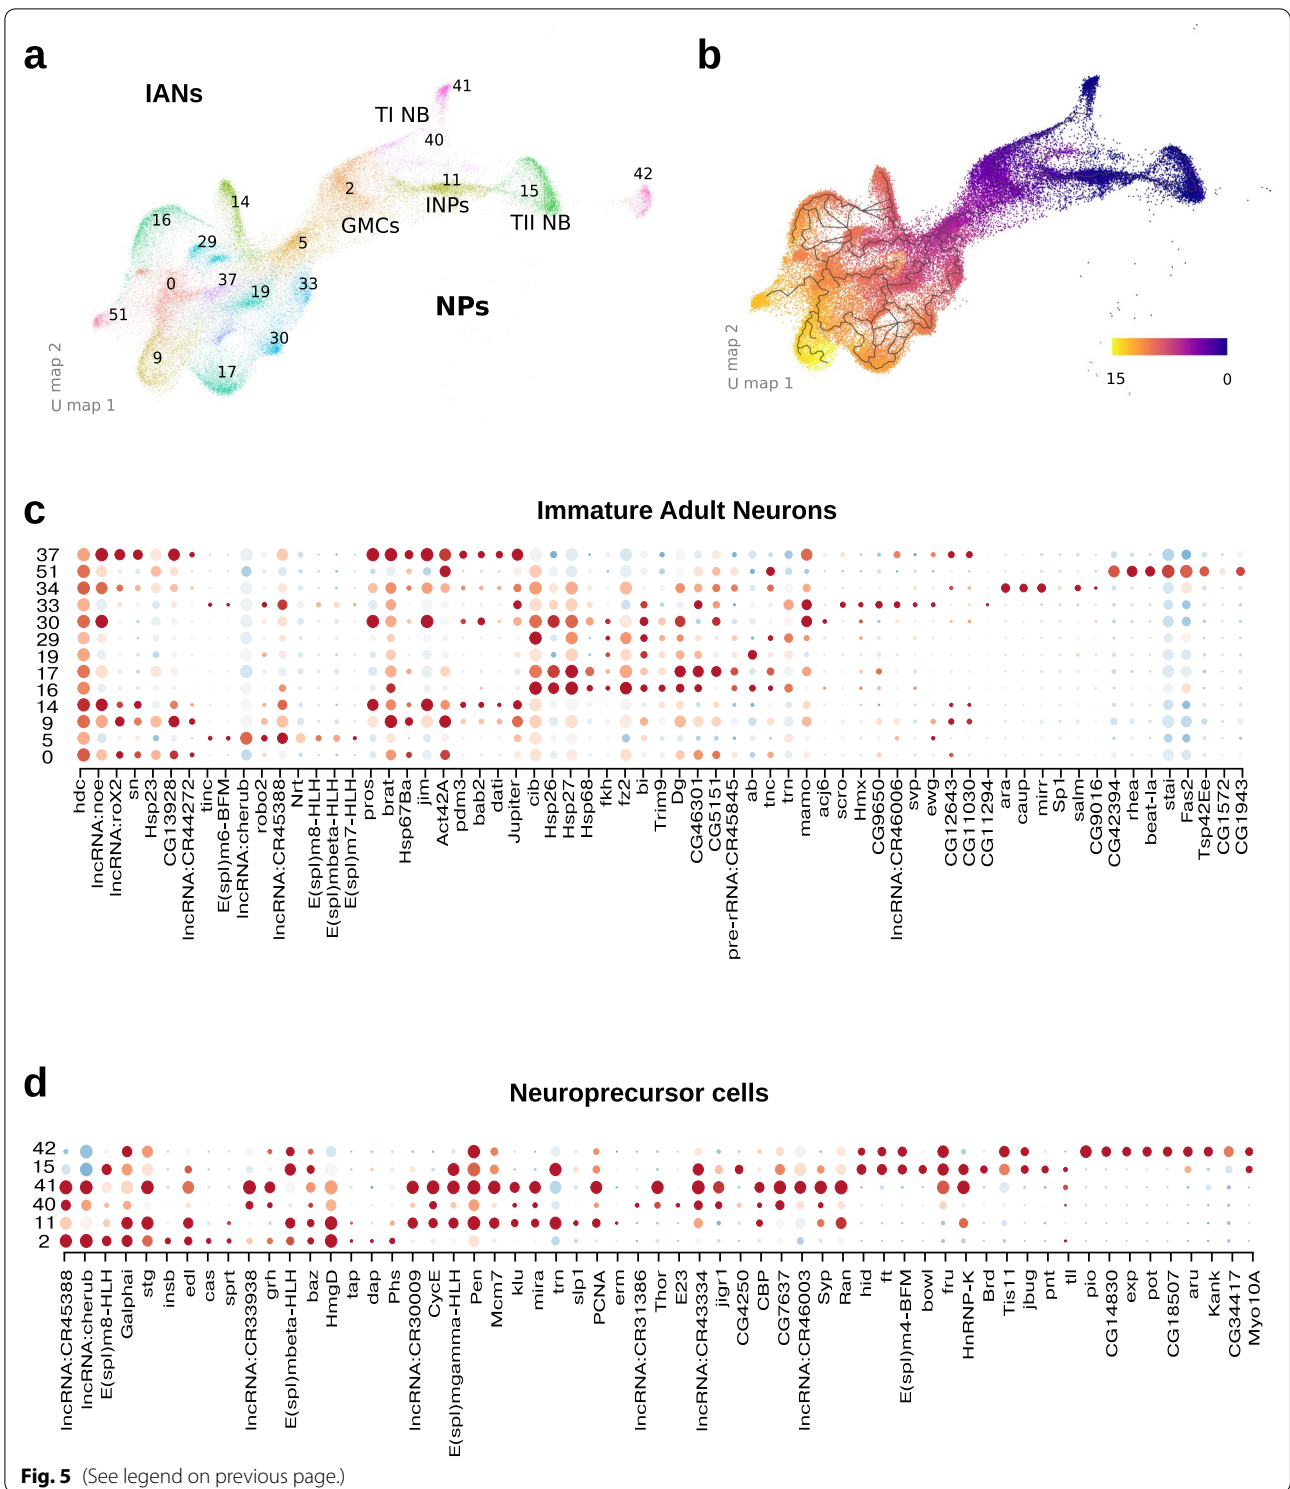 a
b
IANs
41
TI NB
40
42
11
15
2
14
INPs
16
TII NB
GMCs
29
5
37
33
0
19
NPs
51
30
9
17
U map 2
U map 1
U map 2
U map 1
15
0
c
Immature Adult Neurons
37
51
34
33
30
29
19
17
16
14
9
5
0
hdc
lncRNA:noe
lncRNA:roX2
sn
Hsp23
CG13928
lncRNA:CR44272
tinc
E(spl)m6-BFM
lncRNA:cherub
robo2
lncRNA:CR45388
Nrt
E(spl)m8-HLH
E(spl)mbeta-HLH
E(spl)m7-HLH
pros
brat
Hsp67Ba
jim
Act42A
pdm3
bab2
dati
Jupiter
cib
Hsp26
Hsp27
Hsp68
fkh
fz2
bi
Trim9
Dg
CG46301
CG5151
pre-rRNA:CR45845
ab
tnc
trn
mamo
acj6
scro
Hmx
CG9650
lncRNA:CR46006
svp
ewg
CG12643
CG11030
CG11294
ara
caup
mirr
Sp1
salm
CG9016
CG42394
rhea
beat-Ia
stai
Fas2
Tsp42Ee
CG1572
CG1943
d
Neuroprecursor cells
42
15
41
40
11
2
lncRNA:CR45388
lncRNA:cherub
E(spl)m8-HLH
Galphai
stg
insb
edl
cas
sprt
lncRNA:CR33938
grh
E(spl)mbeta-HLH
baz
HmgD
tap
dap
Phs
lncRNA:CR30009
CycE
E(spl)mgamma-HLH
Pen
Mcm7
klu
mira
trn
slp1
PCNA
erm
lncRNA:CR31386
Thor
E23
lncRNA:CR43334
jigr1
CG4250
CBP
CG7637
lncRNA:CR46003
Syp
Ran
hid
ft
E(spl)m4-BFM
bowl
fru
HnRNP-K
Brd
Tis11
jbug
pnt
tll
pio
CG14830
exp
pot
CG18507
aru
Kank
CG34417
Myo10A
Fig. 5 (See legend on previous page.)